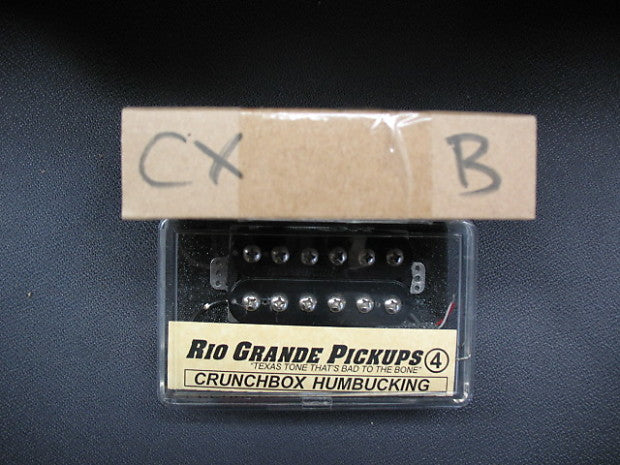 CX B
RIO GRANDE PICKUPS 4
"TEXAS TONE THAT'S BAD TO THE BONE"
CRUNCHBOX HUMBUCKING